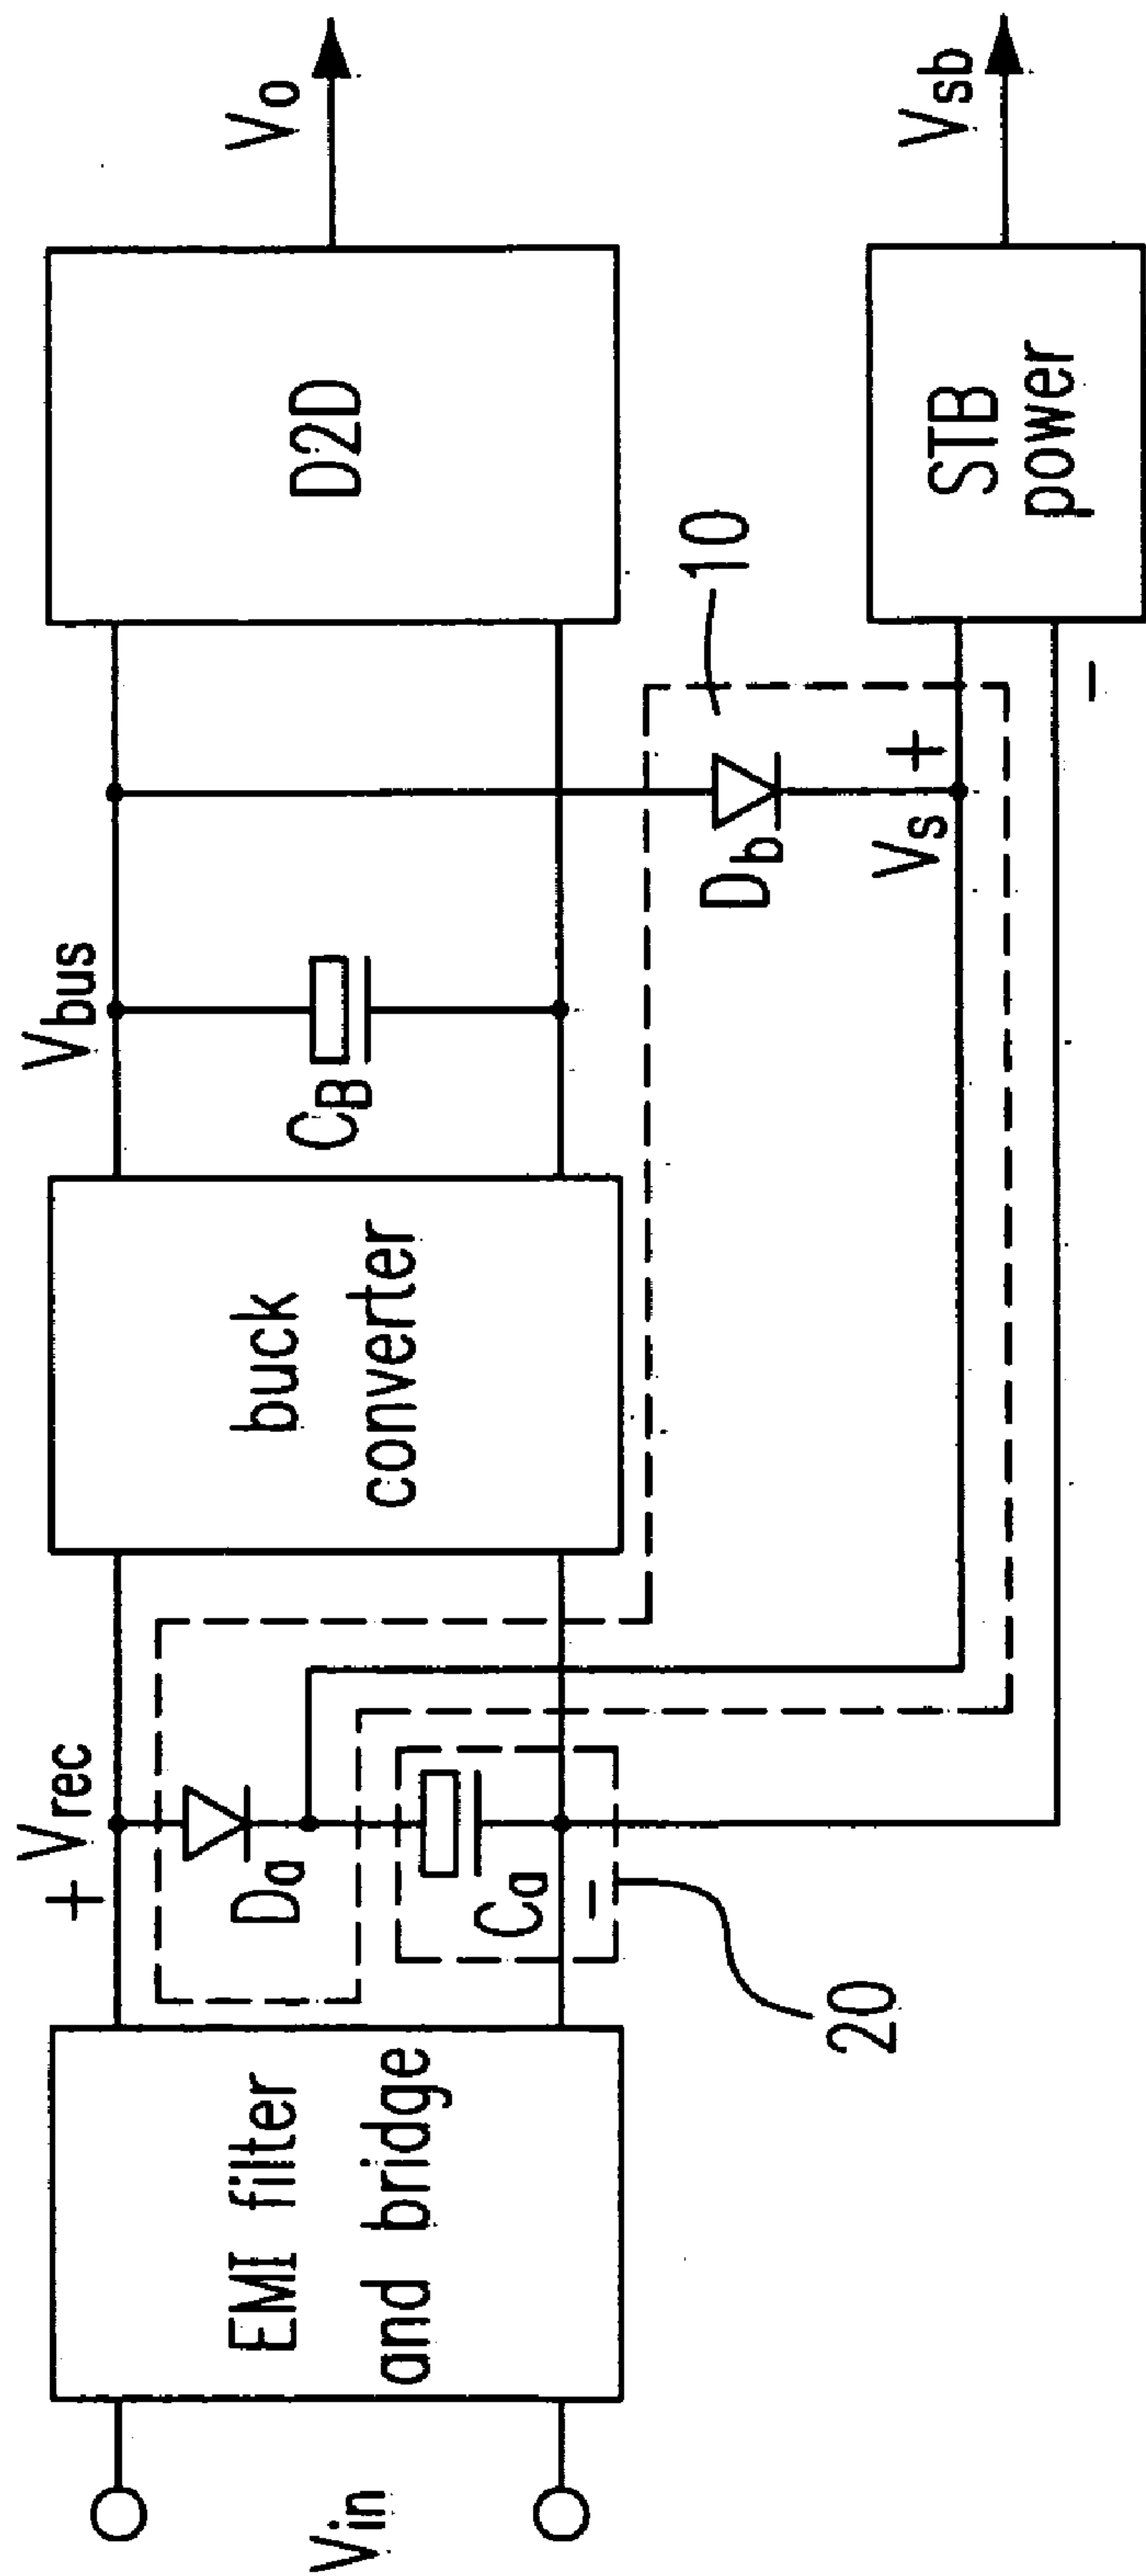 Vin
EMI filter
and bridge
+
Vrec
Da
Ca
-
20
buck
converter
Vbus
CB
Db
10
Vs
+
-
D2D
Vo
STB
power
Vsb